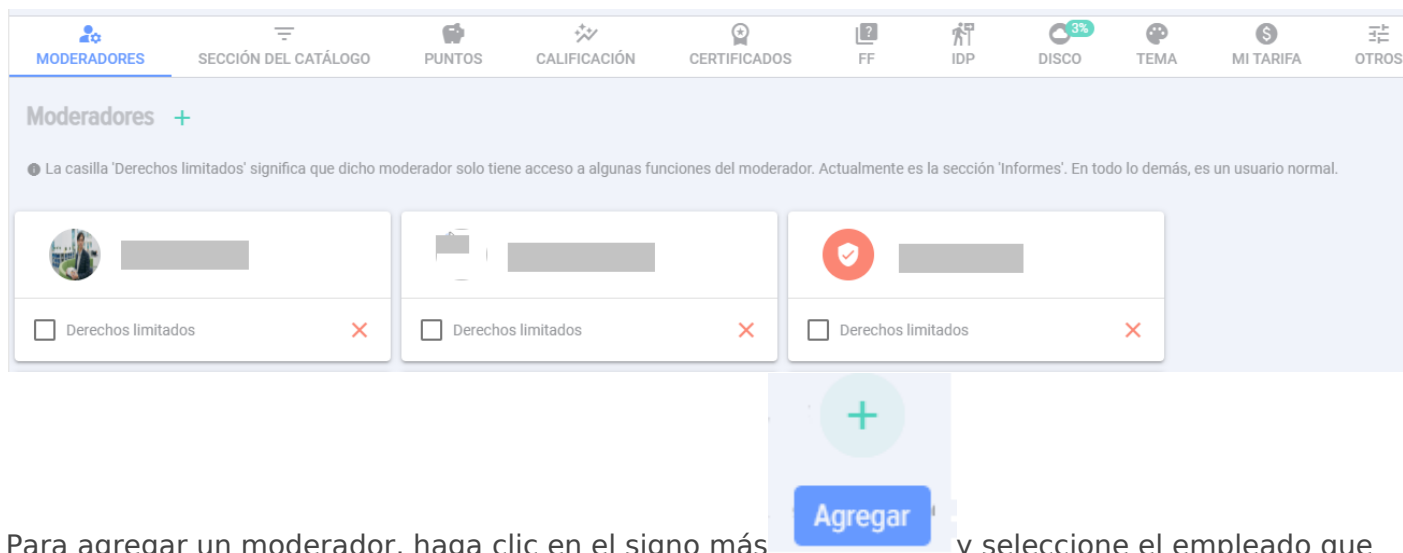 MODERADORES SECCIÓN DEL CATÁLOGO PUNTOS CALIFICACIÓN CERTIFICADOS FF IDP 3% DISCO TEMA MI TARIFA OTROS
Moderadores +
La casilla 'Derechos limitados' significa que dicho moderador solo tiene acceso a algunas funciones del moderador. Actualmente es la sección 'Informes'. En todo lo demás, es un usuario normal.
Derechos limitados Derechos limitados Derechos limitados
+
Agregar
Para agregar un moderador, haga clic en el signo más y seleccione el empleado que